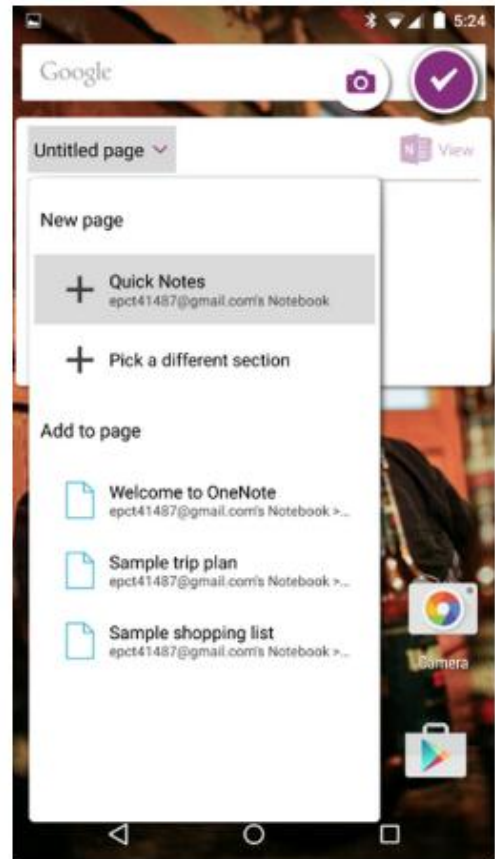 5:24
Google
Untitled page
N View
New page
Quick Notes
epct41487@gmail.com's Notebook
Pick a different section
Add to page
Welcome to OneNote
epct41487@gmail.com's Notebook >...
Sample trip plan
epct41487@gmail.com's Notebook >...
Sample shopping list
epct41487@gmail.com's Notebook >...
Camera